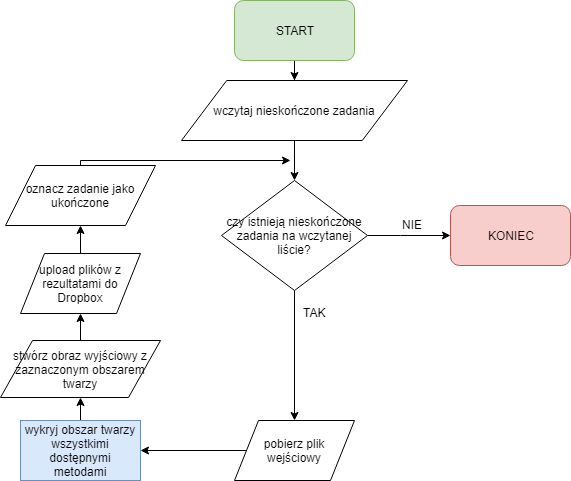 START
wczytaj nieskończone zadania
czy istnieją nieskończone
zadania na wczytanej
liście?
NIE
KONIEC
TAK
pobierz plik
wejściowy
wykryj obszar twarzy
wszystkimi
dostępnymi
metodami
stwórz obraz wyjściowy z
zaznaczonym obszarem
twarzy
upload plików z
rezultatami do
Dropbox
oznacz zadanie jako
ukończone